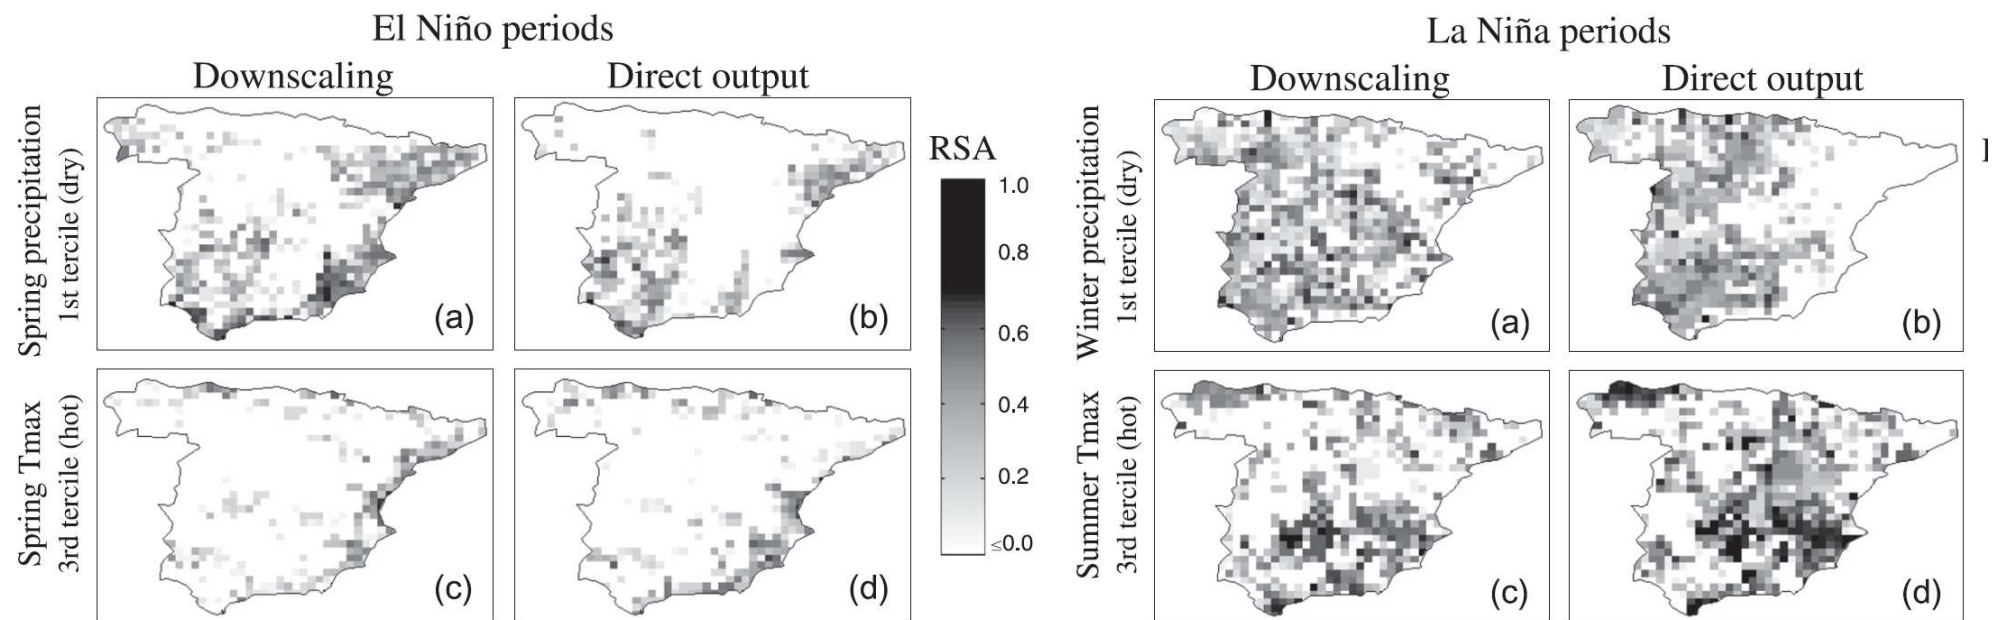 El Niño periods
Downscaling
Direct output
Spring precipitation
1st tercile (dry)
(a)
(b)
Spring Tmax
3rd tercile (hot)
(c)
(d)
RSA
1.0
0.8
0.6
0.4
0.2
≤0.0
La Niña periods
Downscaling
Direct output
Winter precipitation
1st tercile (dry)
(a)
(b)
Summer Tmax
3rd tercile (hot)
(c)
(d)